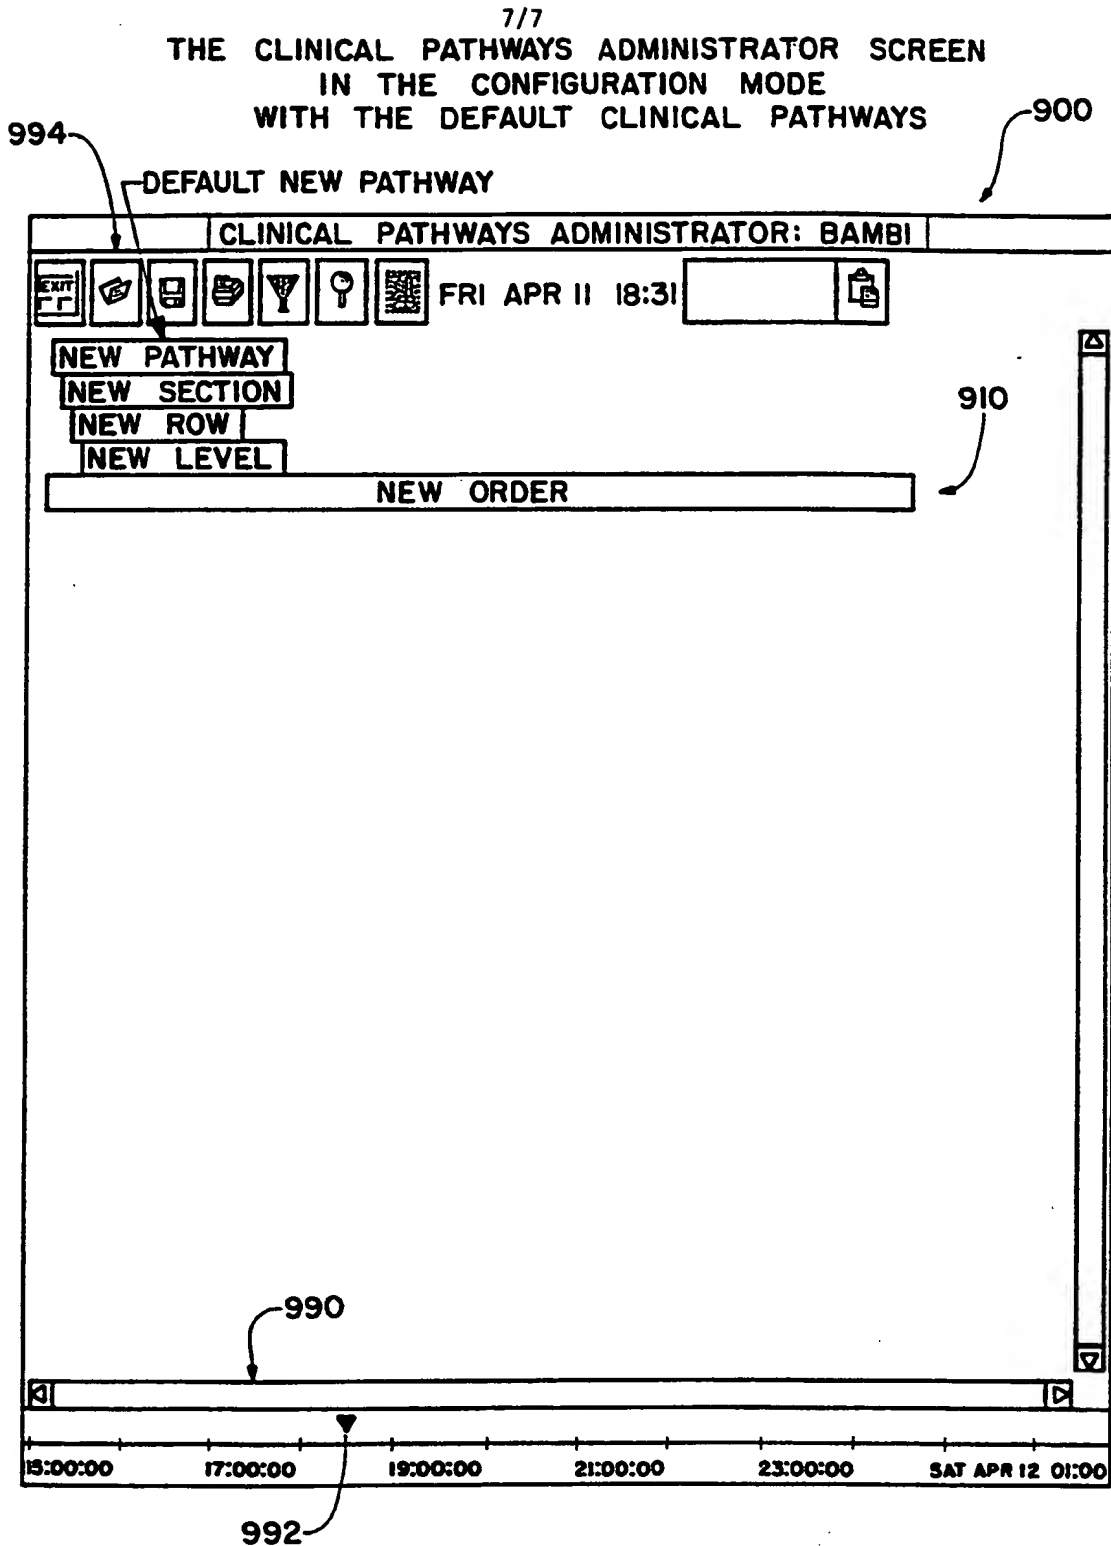 7/7
THE CLINICAL PATHWAYS ADMINISTRATOR SCREEN
IN THE CONFIGURATION MODE
WITH THE DEFAULT CLINICAL PATHWAYS
900
994
DEFAULT NEW PATHWAY
CLINICAL PATHWAYS ADMINISTRATOR: BAMBI
EXIT
FRI APR 11 18:31
NEW PATHWAY
NEW SECTION
910
NEW ROW
NEW LEVEL
NEW ORDER
990
15:00:00 17:00:00 19:00:00 21:00:00 23:00:00 SAT APR 12 01:00
992